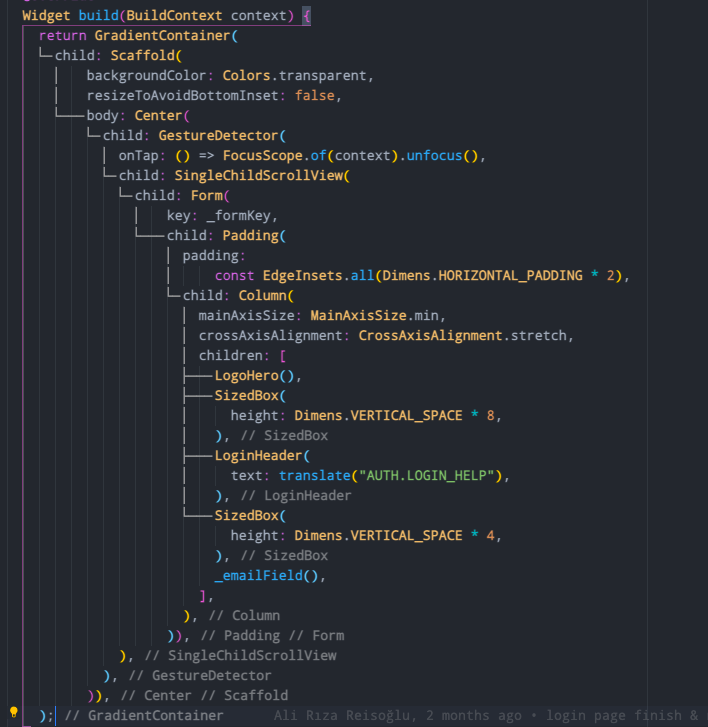 Widget build(BuildContext context) {
return GradientContainer(
child: Scaffold(
backgroundColor: Colors.transparent,
resizeToAvoidBottomInset: false,
body: Center(
child: GestureDetector(
onTap: () => FocusScope.of(context).unfocus(),
child: SingleChildScrollView(
child: Form(
key: _formKey,
child: Padding(
padding:
const EdgeInsets.all(Dimens.HORIZONTAL_PADDING * 2),
child: Column(
mainAxisSize: MainAxisSize.min,
crossAxisAlignment: CrossAxisAlignment.stretch,
children: [
LogoHero(),
SizedBox(
height: Dimens.VERTICAL_SPACE * 8,
), // SizedBox
LoginHeader(
text: translate("AUTH.LOGIN_HELP"),
), // LoginHeader
SizedBox(
height: Dimens.VERTICAL_SPACE * 4,
), // SizedBox
_emailField(),
],
), // Column
)), // Padding // Form
), // SingleChildScrollView
), // GestureDetector
)), // Center // Scaffold
); // GradientContainer Ali Rıza Reisoğlu, 2 months ago • login page finish &